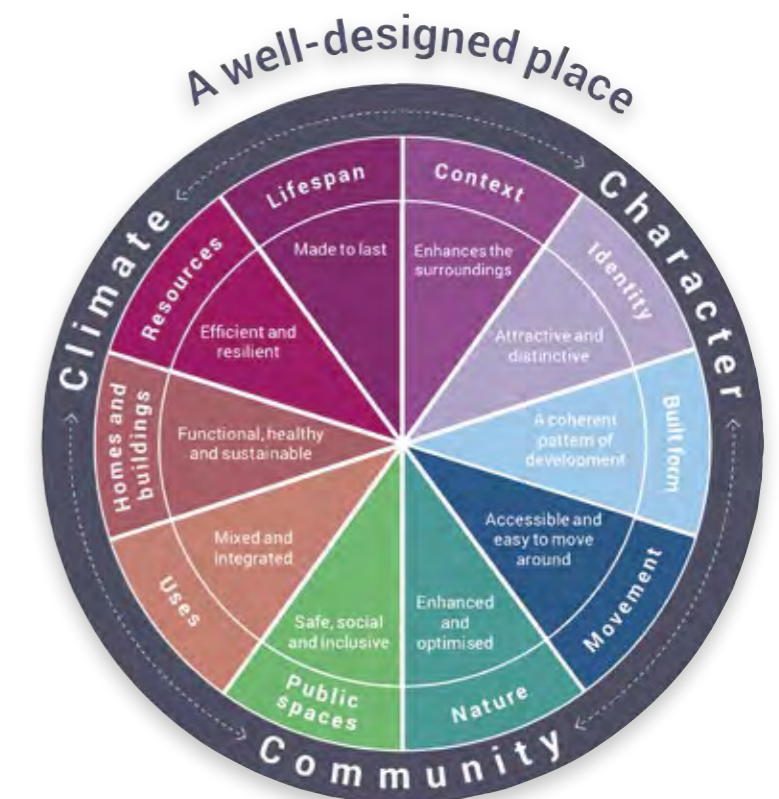 A well-designed place
Climate
Character
Community
Context
Enhances the
surroundings
Identity
Attractive and
distinctive
Built form
A coherent
pattern of
development
Movement
Accessible and
easy to move
around
Nature
Enhanced
and
optimised
Public
spaces
Safe, social
and inclusive
Uses
Mixed and
integrated
Homes and
buildings
Functional, healthy
and sustainable
Resources
Efficient and
resilient
Lifespan
Made to last